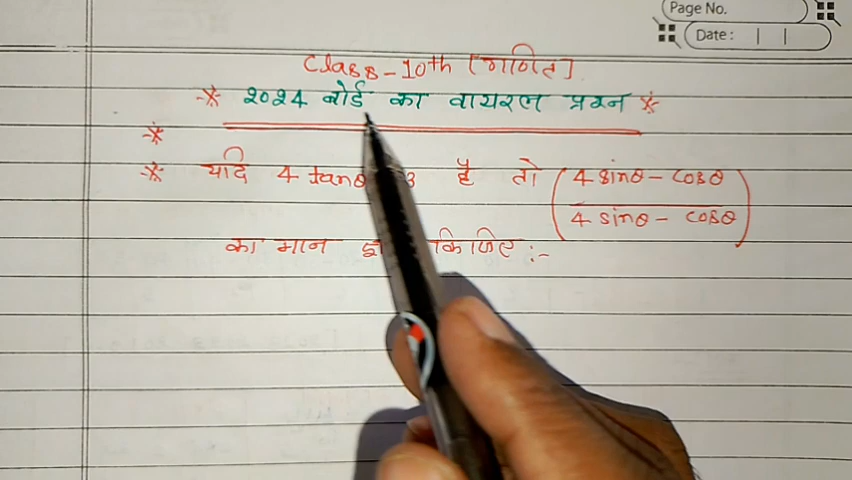 Page No.
Date:
Class-10th [गणित]
* 2024 बोर्ड का वायरल प्रश्न *
*
* यदि 4 tanθ 3 है तो (4 sinθ - cosθ
4 sinθ - cosθ)
का मान किजिए :-